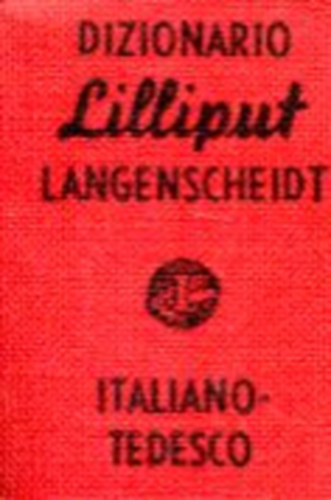 DIZIONARIO
Lilliput
LANGENSCHEIDT
ITALIANO-
TEDESCO